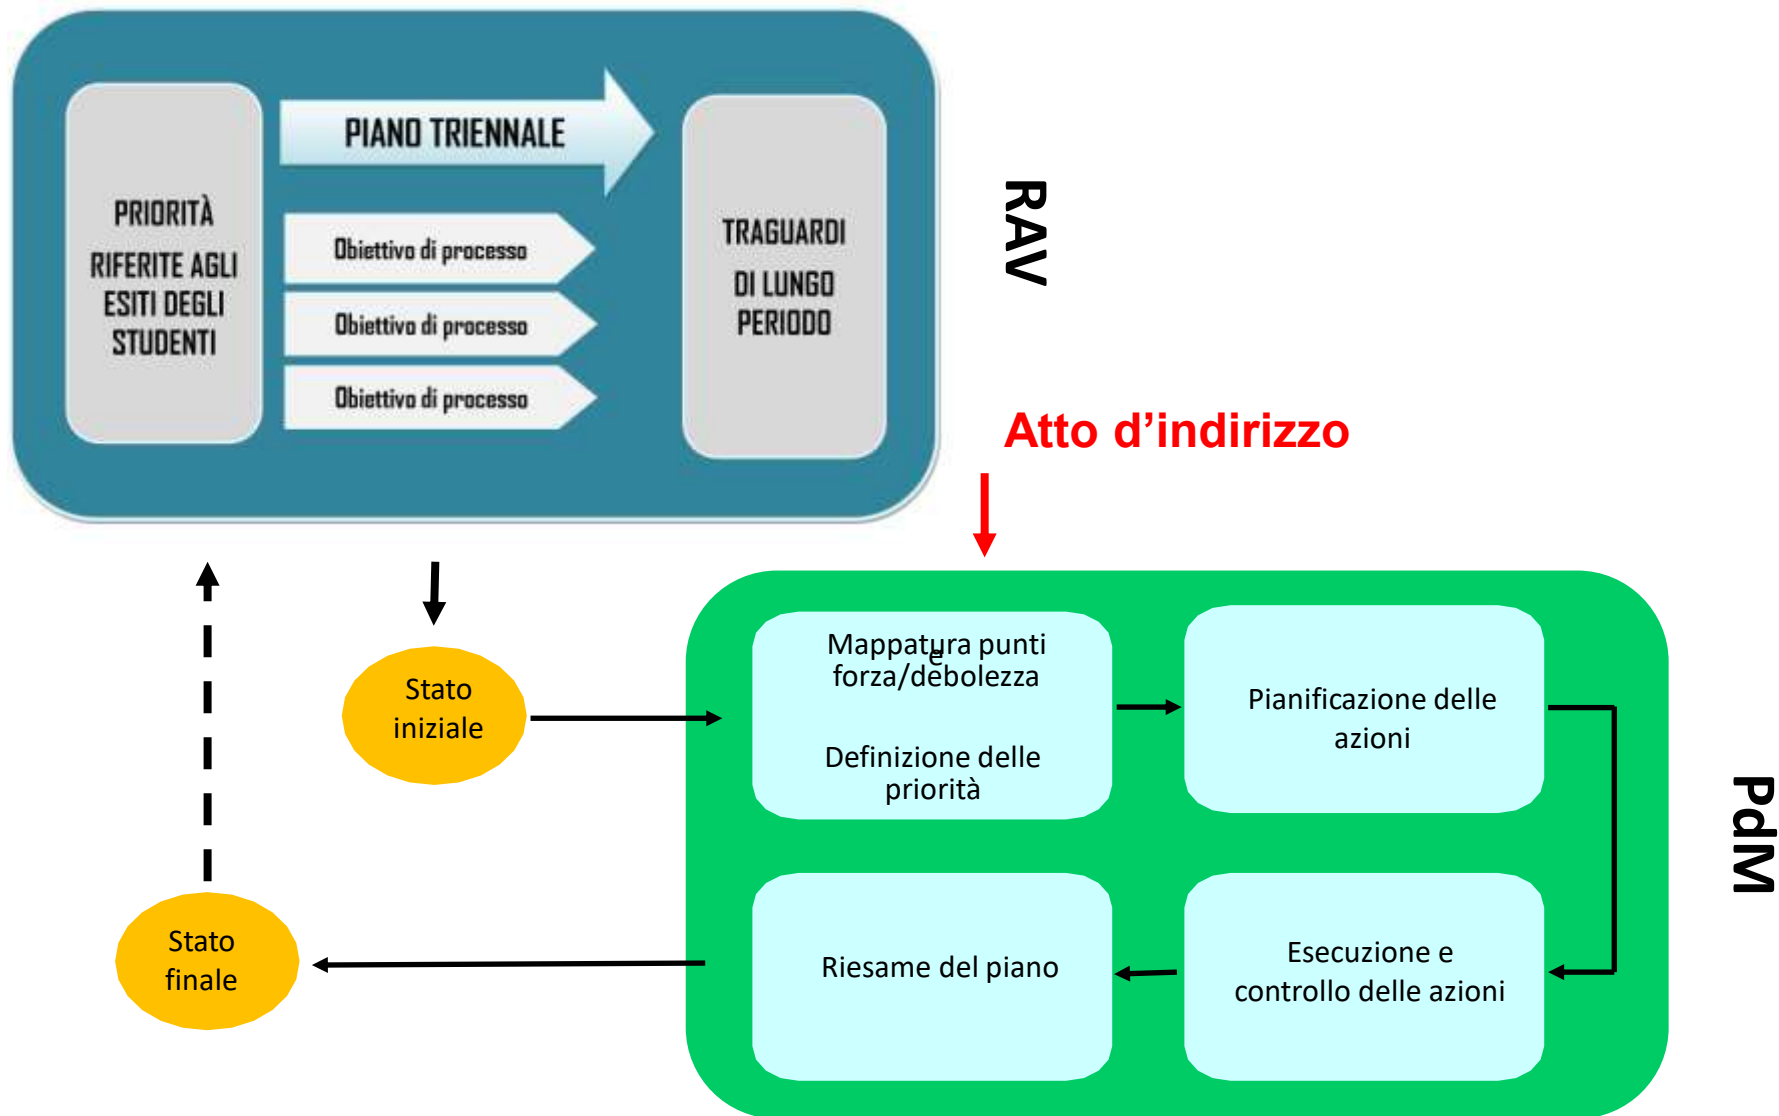 PIANO TRIENNALE
PRIORITÀ
RIFERITE AGLI
ESITI DEGLI
STUDENTI
Obiettivo di processo
Obiettivo di processo
Obiettivo di processo
TRAGUARDI
DI LUNGO
PERIODO
RAV
Atto d’indirizzo
Stato
iniziale
Mappatura punti
e
forza/debolezza
Definizione delle
priorità
Pianificazione delle
azioni
PdM
Esecuzione e
controllo delle azioni
Riesame del piano
Stato
finale